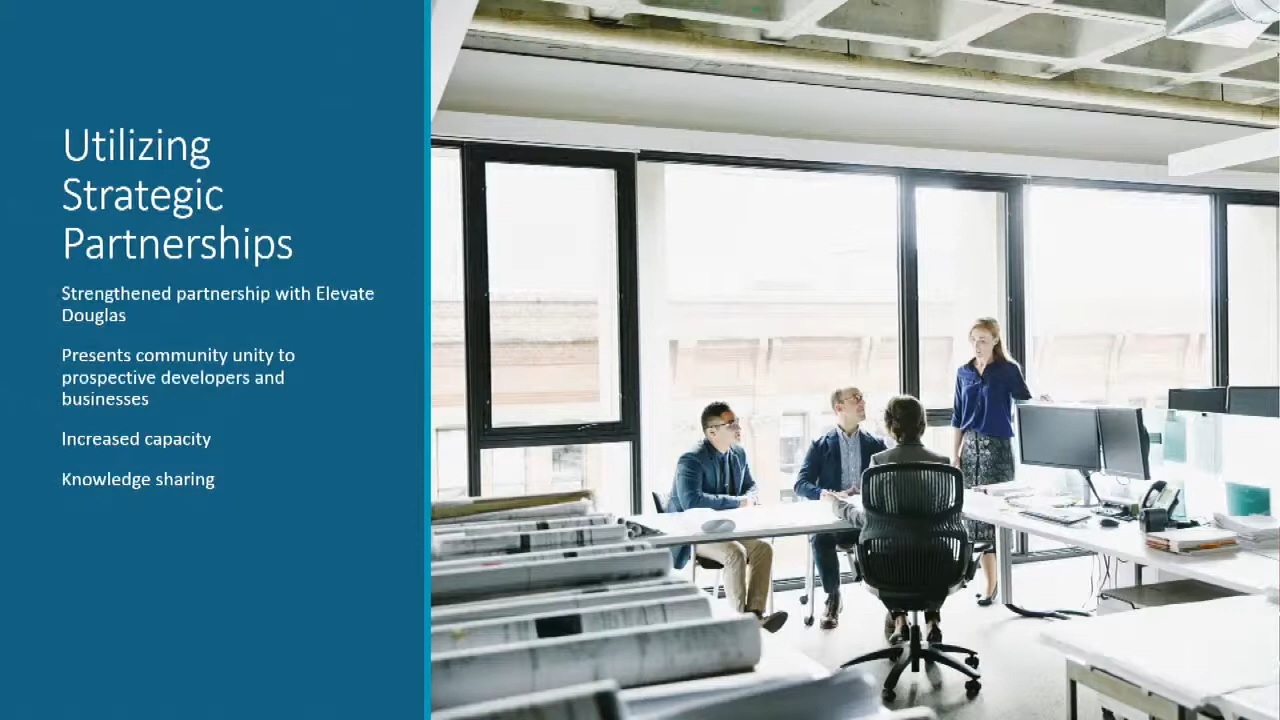 Utilizing
Strategic
Partnerships
Strengthened partnership with Elevate
Douglas
Presents community unity to
prospective developers and
businesses
Increased capacity
Knowledge sharing